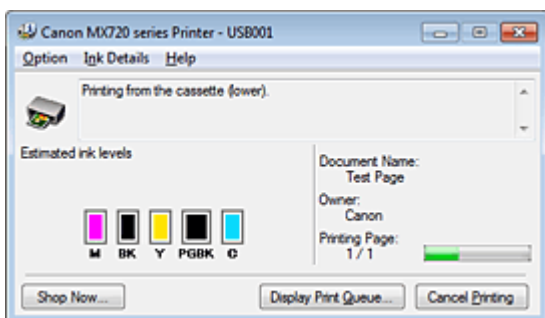 Canon MX720 series Printer - USB001
Option Ink Details Help
Printing from the cassette (lower).
Estimated ink levels
M BK Y PGBK C
Document Name:
Test Page
Owner:
Canon
Printing Page:
1 / 1
Shop Now... Display Print Queue... Cancel Printing